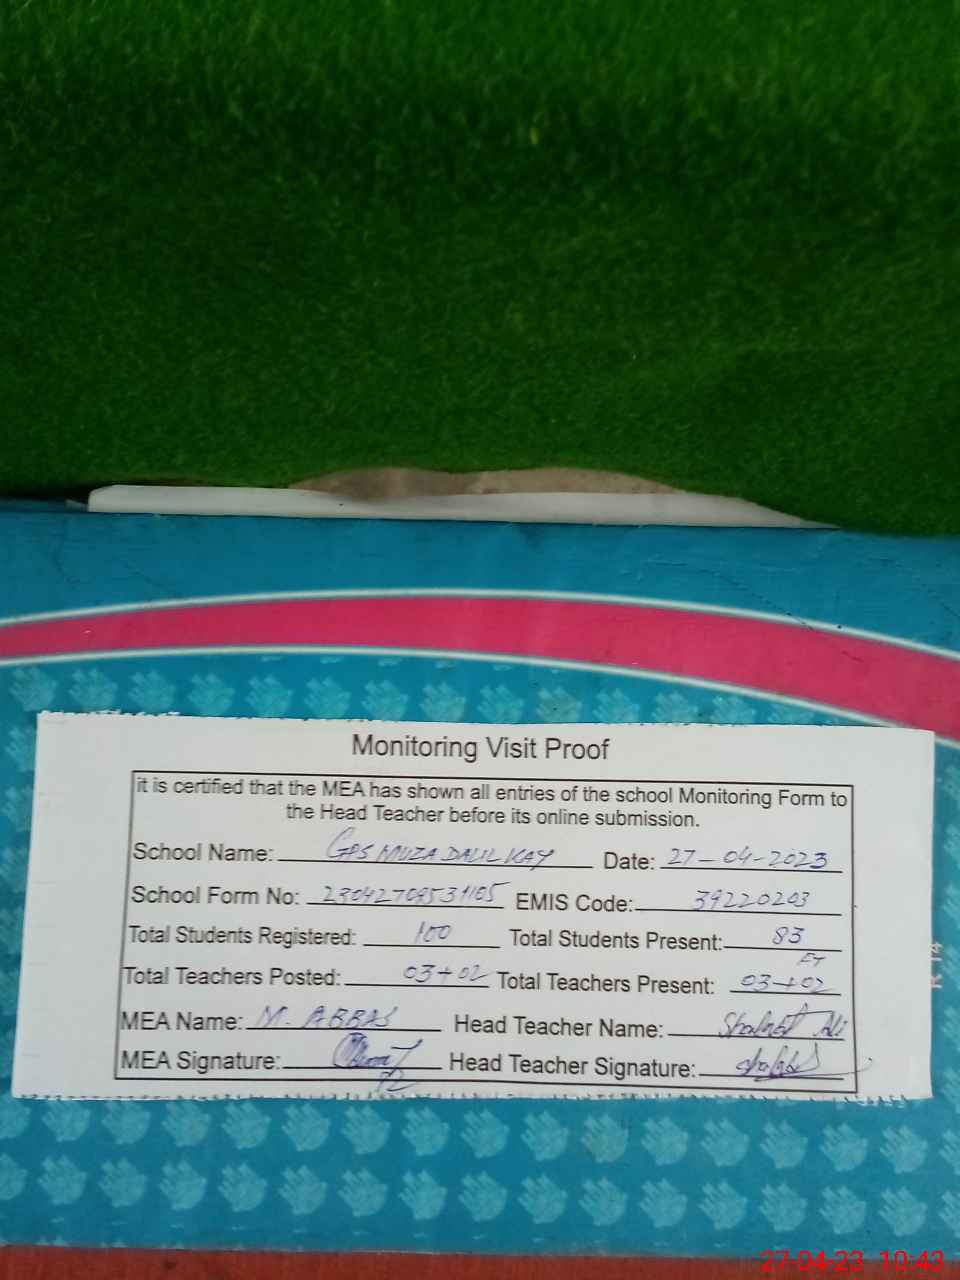 Monitoring Visit Proof
it is certified that the MEA has shown all entries of the school Monitoring Form to
the Head Teacher before its online submission.
School Name: GPS MUZA DALIL KAY Date: 27-04-2023
School Form No: 23042708531105 EMIS Code: 39220203
Total Students Registered: 100 Total Students Present: 83
Total Teachers Posted: 03+02 Total Teachers Present: 03+02
MEA Name: M. ABBAS Head Teacher Name: Ali
MEA Signature: Head Teacher Signature:
27-04-23 10:43